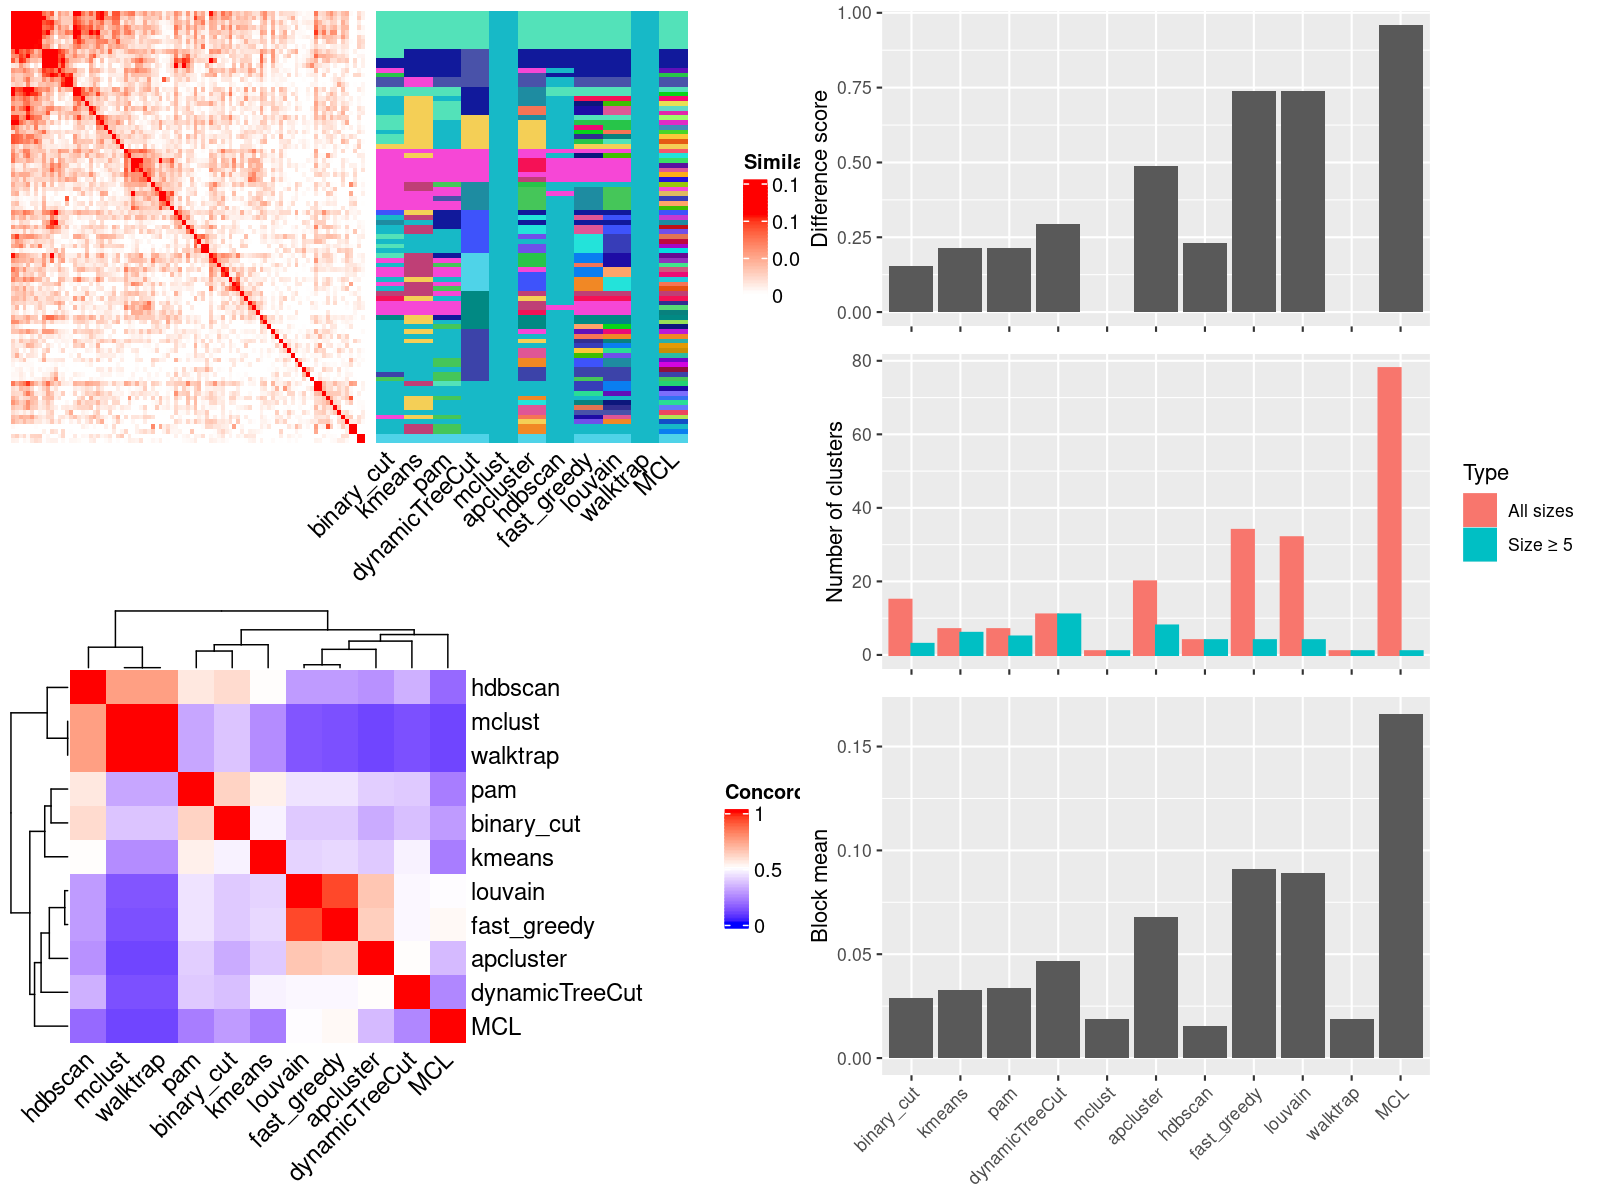 Simila
0.1
0.1
0.0
0
binary_cut
kmeans
pam
dynamicTreeCut
mclust
apcluster
hdbscan
fast_greedy
louvain
walktrap
MCL
hdbscan
mclust
walktrap
pam
binary_cut
kmeans
louvain
fast_greedy
apcluster
dynamicTreeCut
MCL
hdbscan
mclust
walktrap
pam
binary_cut
kmeans
louvain
fast_greedy
apcluster
dynamicTreeCut
MCL
Concord
1
0.5
0
Difference score
1.00
0.75
0.50
0.25
0.00
Number of clusters
80
60
40
20
0
Type
All sizes
Size ≥ 5
Block mean
0.15
0.10
0.05
0.00
binary_cut
kmeans
pam
dynamicTreeCut
mclust
apcluster
hdbscan
fast_greedy
louvain
walktrap
MCL